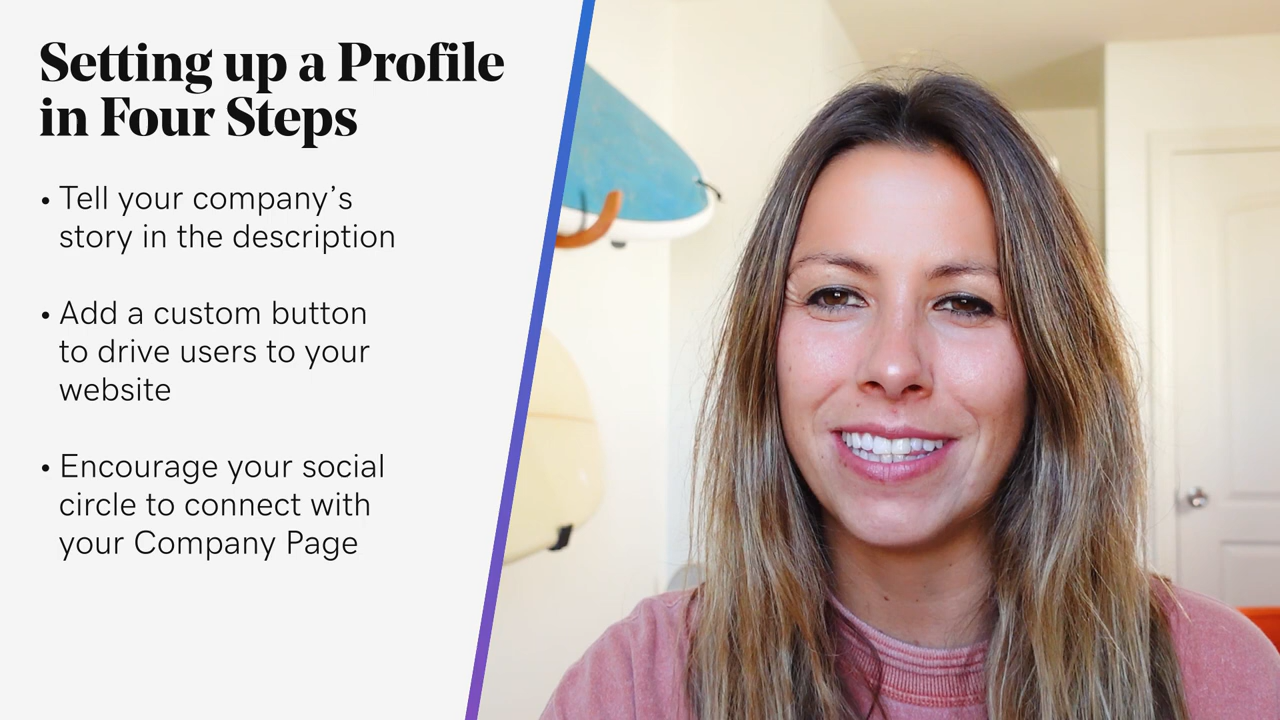 Setting up a Profile
in Four Steps
• Tell your company’s
story in the description
• Add a custom button
to drive users to your
website
• Encourage your social
circle to connect with
your Company Page